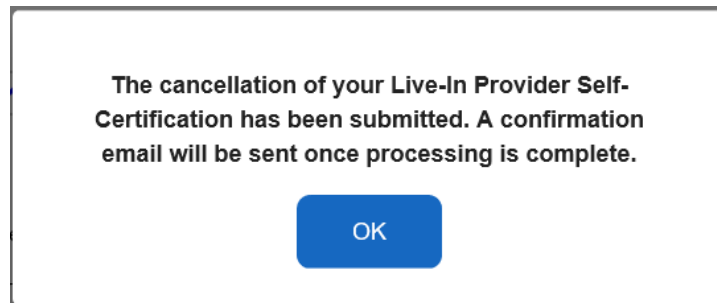 The cancellation of your Live-In Provider Self-
Certification has been submitted. A confirmation
email will be sent once processing is complete.
OK